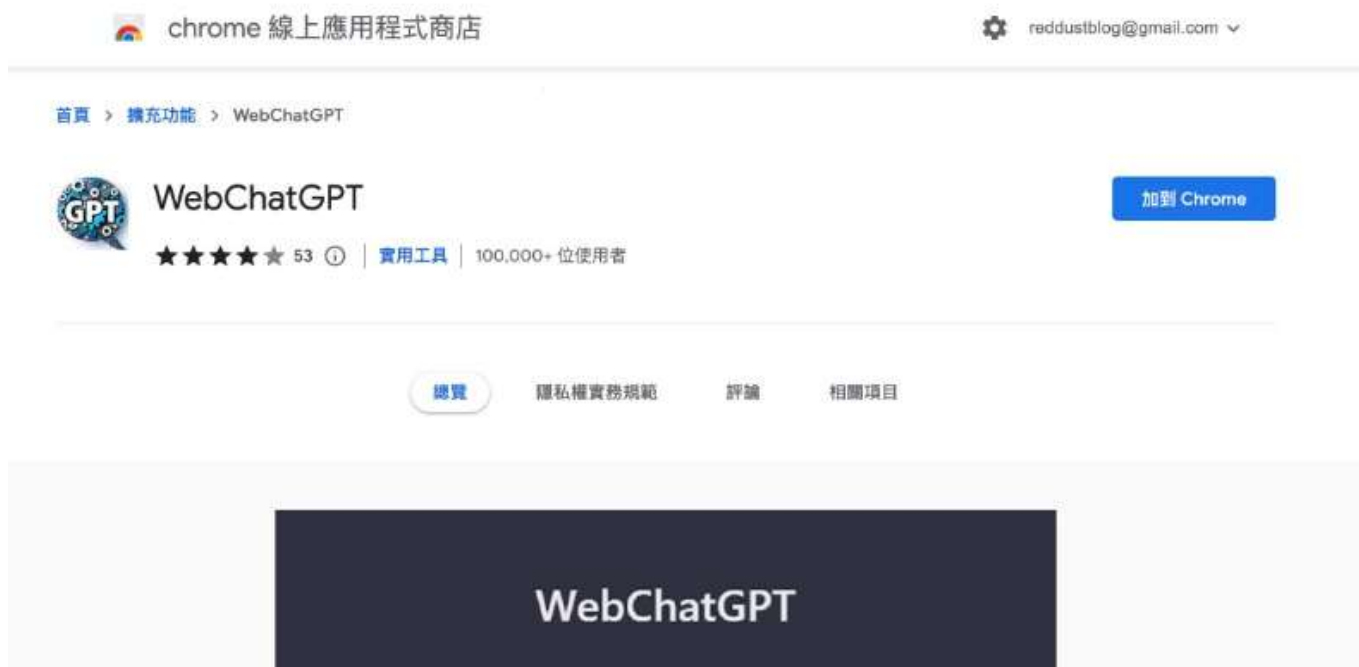 chrome 線上應用程式商店
reddustblog@gmail.com
首頁 > 擴充功能 > WebChatGPT
GPT
WebChatGPT
加到 Chrome
53 | 實用工具 | 100,000+ 位使用者
總覽 隱私權實務規範 評論 相關項目
WebChatGPT